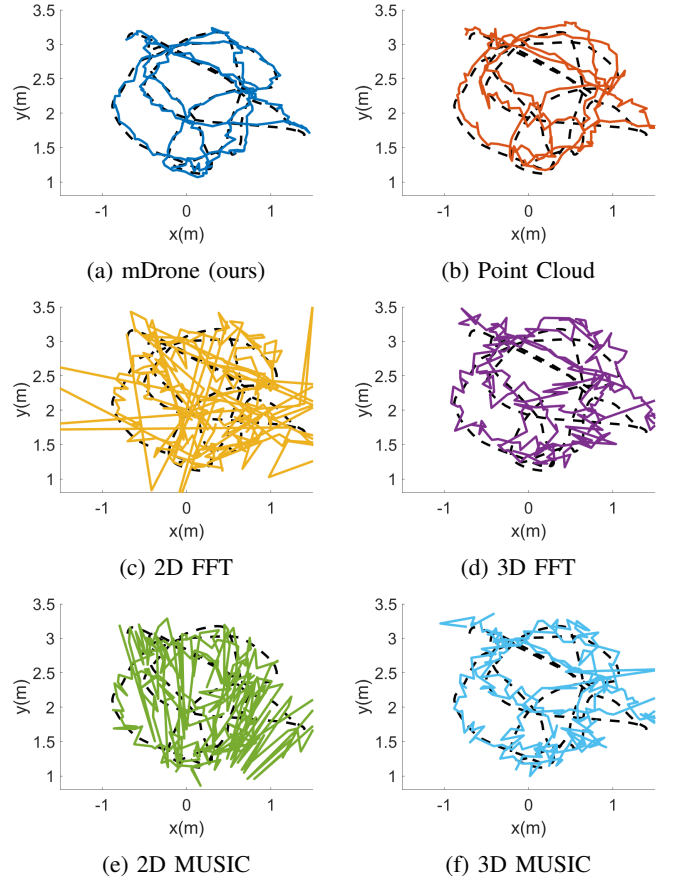 3.5
3.5
3
3
2.5
2.5
y(m)
y(m)
2
2
1.5
1.5
1
1
-1 0 1
-1 0 1
x(m)
x(m)
(a) mDrone (ours)
(b) Point Cloud
3.5
3.5
3
3
2.5
2.5
y(m)
y(m)
2
2
1.5
1.5
1
1
-1 0 1
-1 0 1
x(m)
x(m)
(c) 2D FFT
(d) 3D FFT
3.5
3.5
3
3
2.5
2.5
y(m)
y(m)
2
2
1.5
1.5
1
1
-1 0 1
-1 0 1
x(m)
x(m)
(e) 2D MUSIC
(f) 3D MUSIC